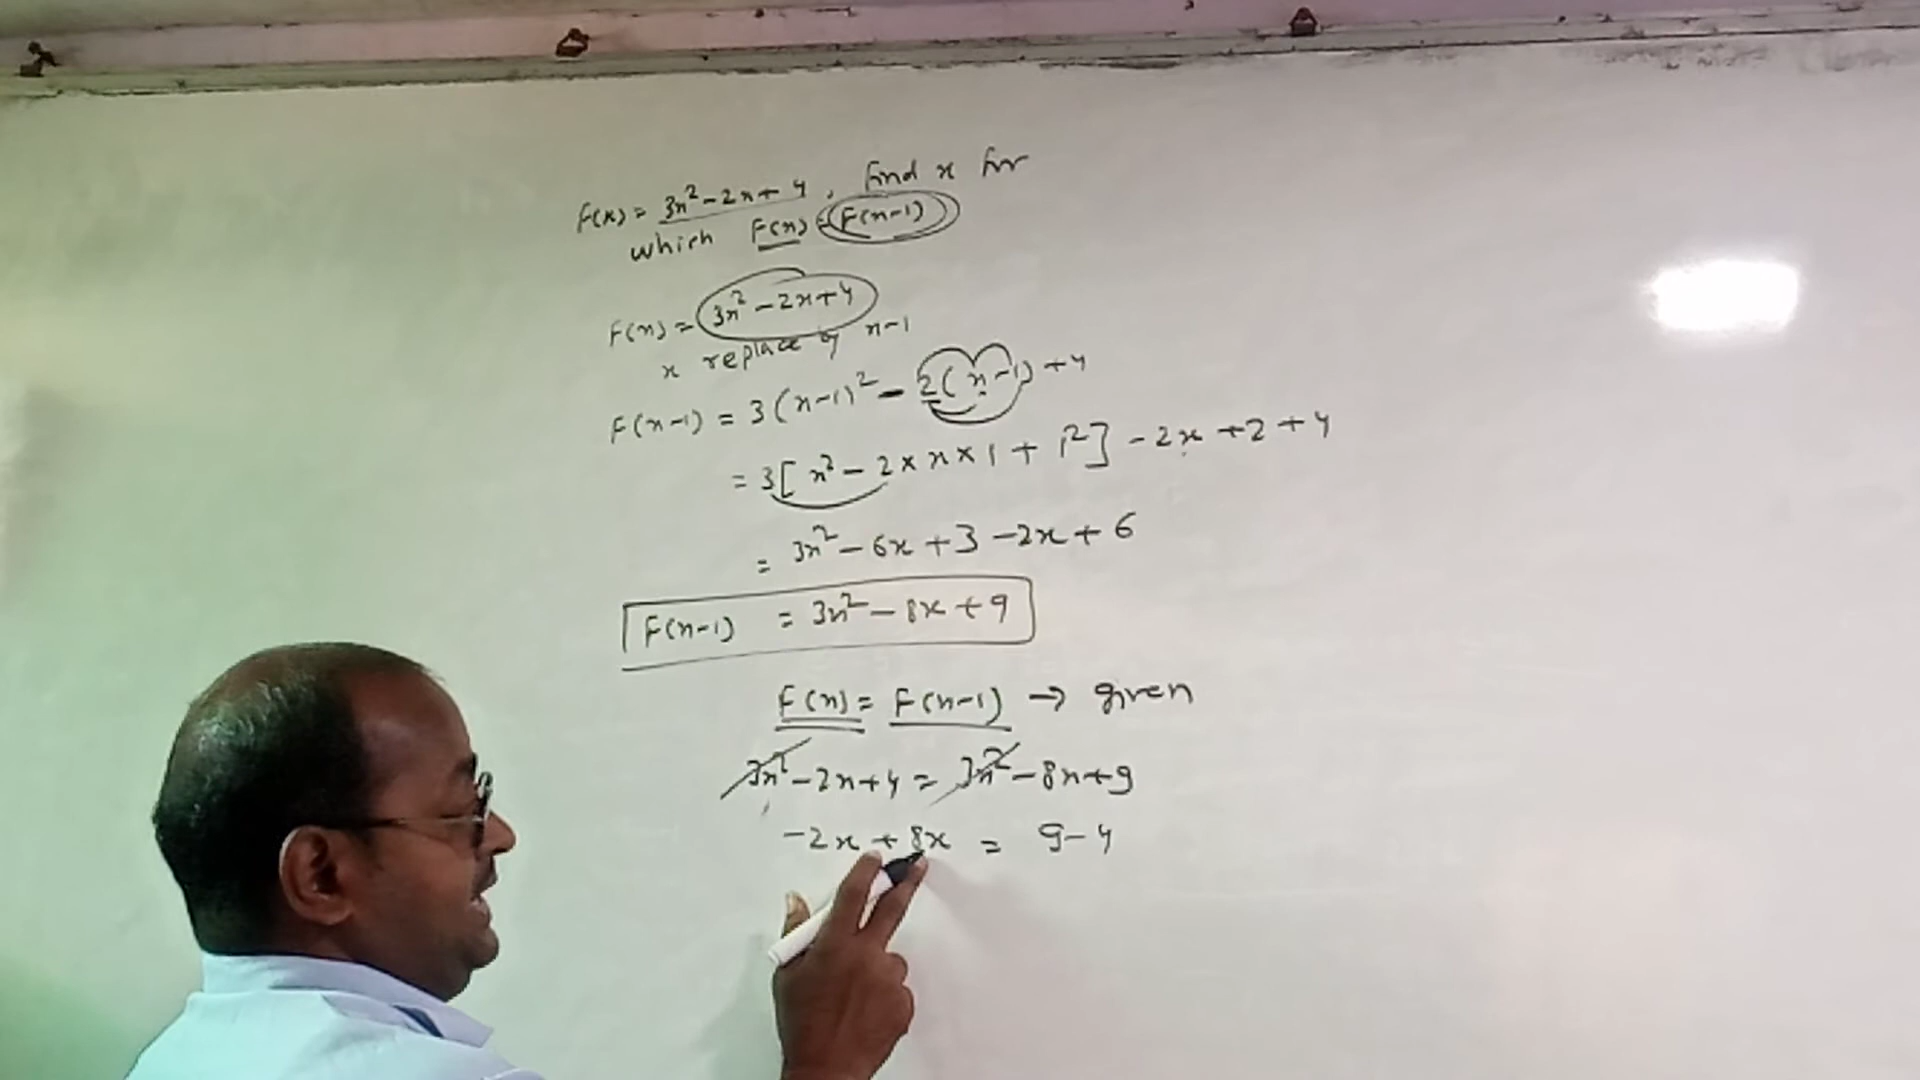 F(x) = 3x² - 2x + 4, find x for
which F(x) = F(x-1)
F(x) = 3x² - 2x + 4
x replace by x-1
F(x-1) = 3(x-1)² - 2(x-1) + 4
= 3[x² - 2×x×1 + 1²] - 2x + 2 + 4
= 3x² - 6x + 3 - 2x + 6
F(x-1) = 3x² - 8x + 9
F(x) = F(x-1) → given
3x² - 2x + 4 = 3x² - 8x + 9
-2x + 8x = 9 - 4